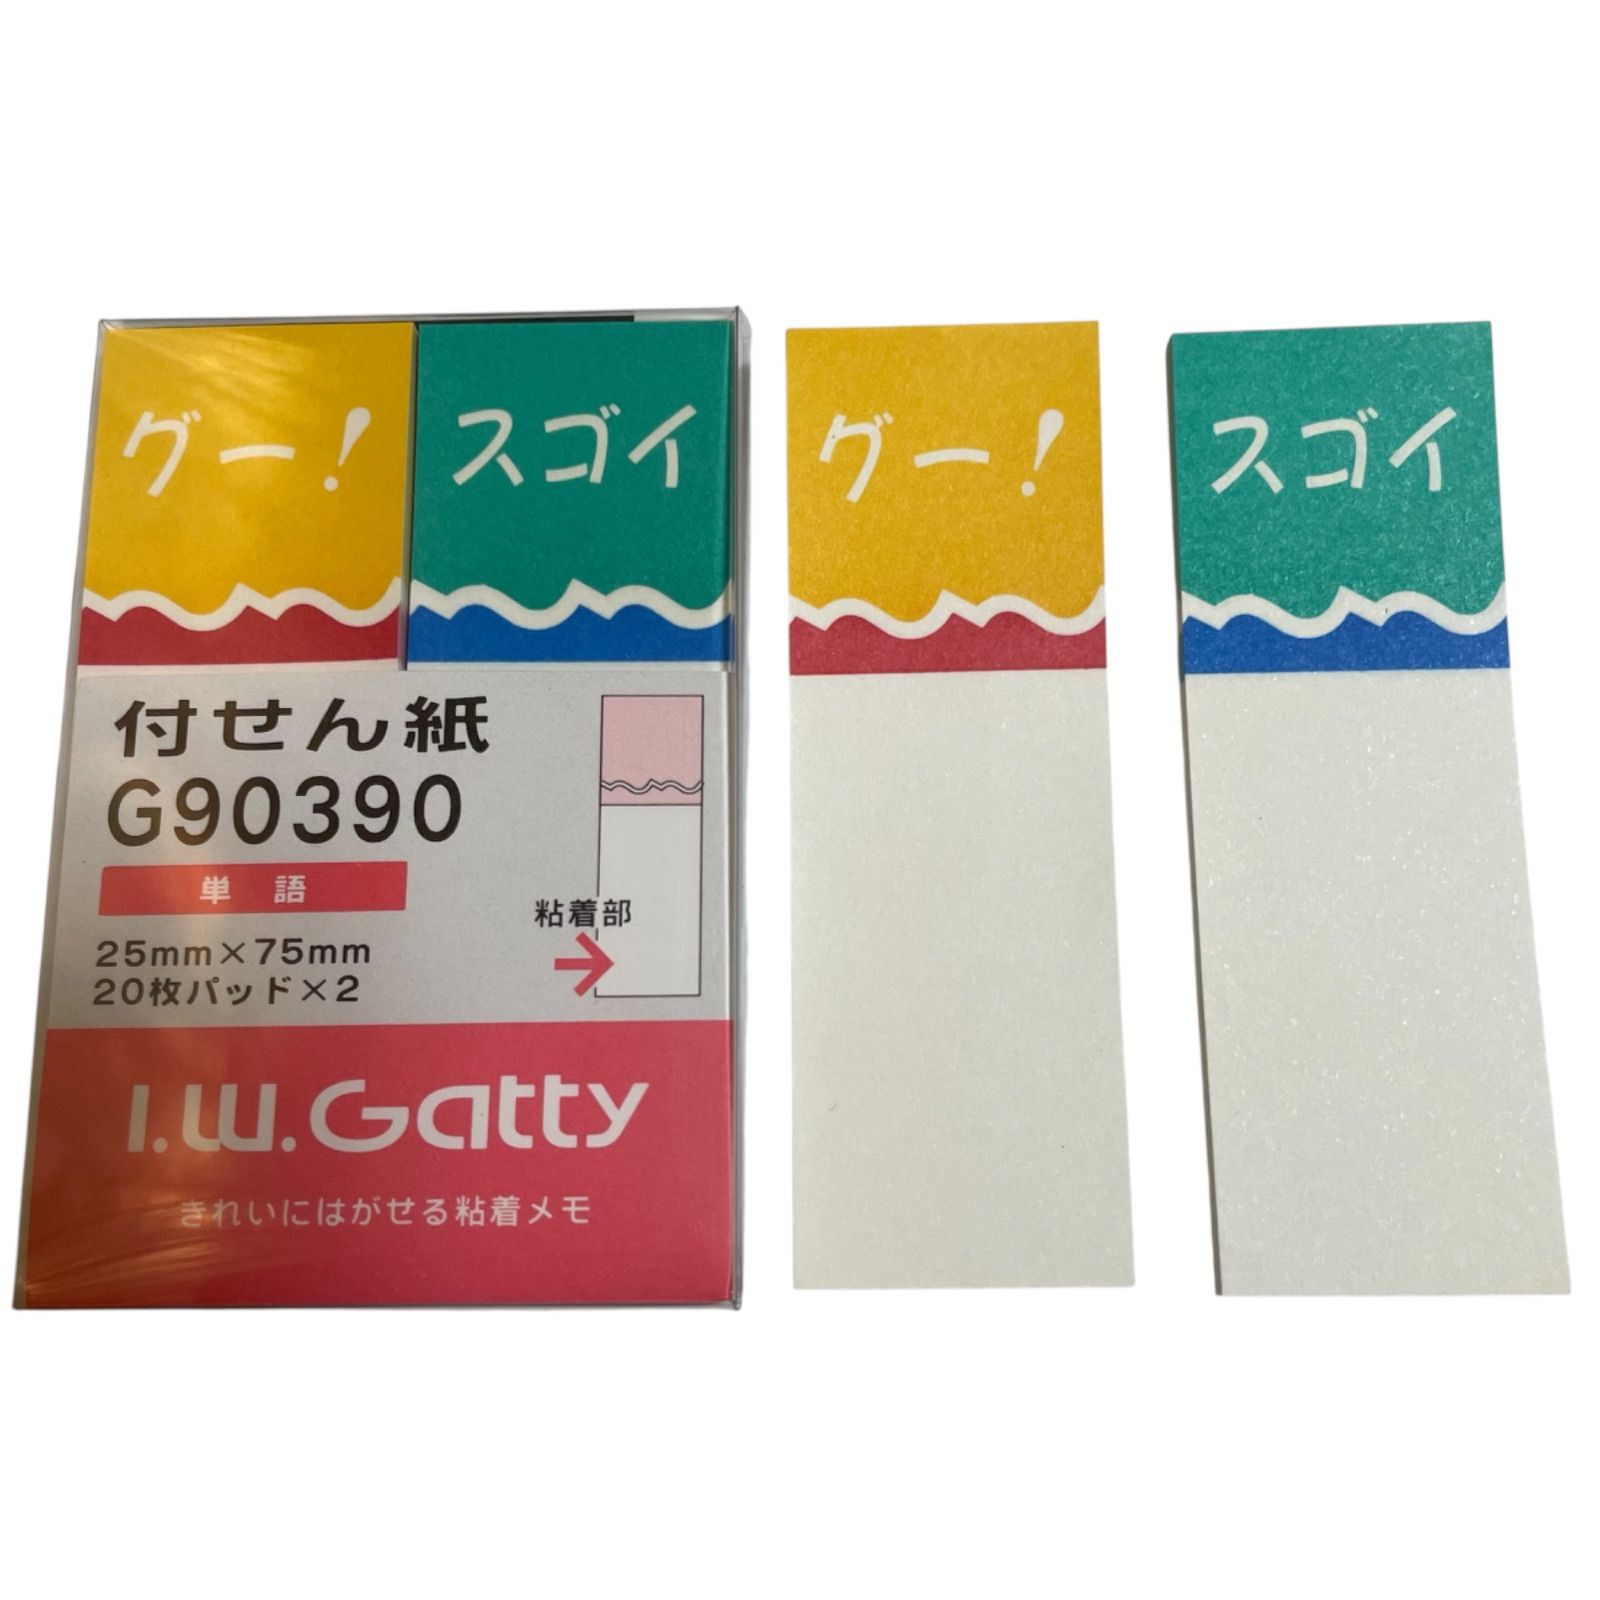 グー!
スゴイ
付せん紙
G90390
単語
25mm×75mm
20枚パッド×2
粘着部
I.W.Gatty
きれいにはがせる粘着メモ
グー!
スゴイ